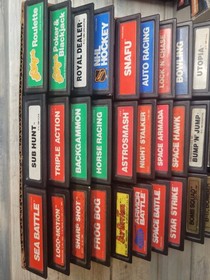 Roulette
Poker & Blackjack
ROYAL DEALER
NHL HOCKEY
SNAFU
AUTO RACING
LOCK 'N' CHASE
BOWLING
UTOPIA
SUB HUNT
TRIPLE ACTION
BACKGAMMON
HORSE RACING
ASTROSMASH
NIGHT STALKER
SPACE ARMADA
SPACE HAWK
BUMP 'N' JUMP
SEA BATTLE
LOCO-MOTION
SHARP SHOT
FROG BOG
ARMOR BATTLE
SPACE BATTLE
STAR STRIKE